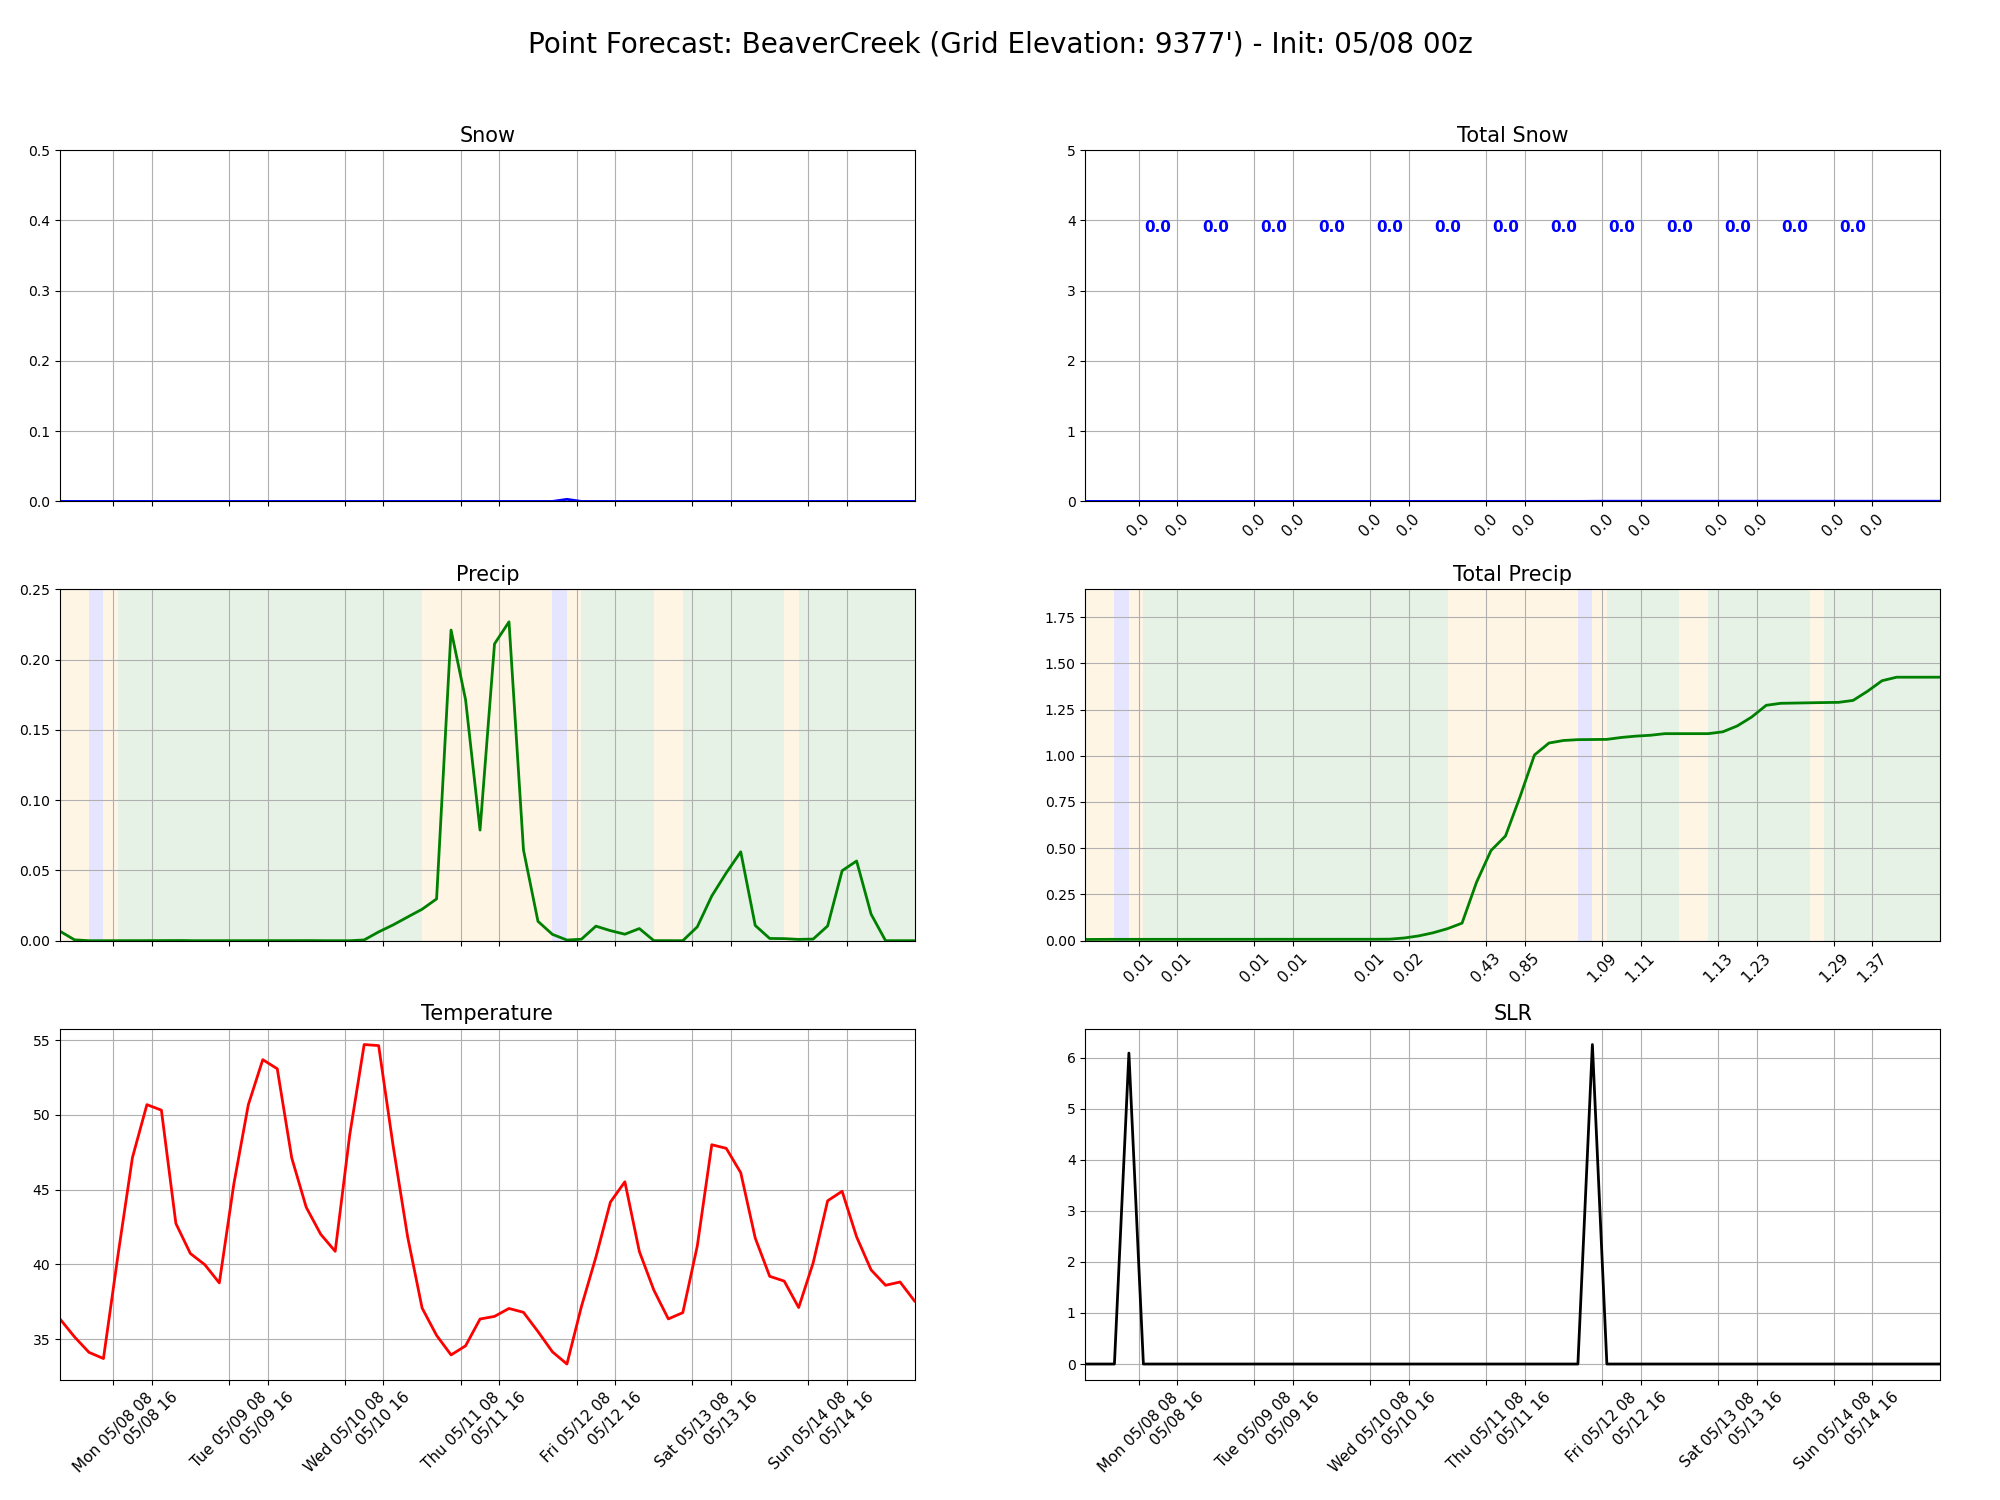 Point Forecast: BeaverCreek (Grid Elevation: 9377') - Init: 05/08 00z
Snow
0.5
0.4
0.3
0.2
0.1
0.0
Total Snow
5
4
3
2
1
0
0.0 0.0 0.0 0.0 0.0 0.0 0.0 0.0 0.0 0.0 0.0 0.0 0.0
0.0 0.0 0.0 0.0 0.0 0.0 0.0 0.0 0.0 0.0 0.0 0.0 0.0 0.0
Precip
0.25
0.20
0.15
0.10
0.05
0.00
Total Precip
1.75
1.50
1.25
1.00
0.75
0.50
0.25
0.00
0.01 0.01 0.01 0.01 0.01 0.02 0.43 0.85 1.09 1.11 1.13 1.23 1.29 1.37
Temperature
55
50
45
40
35
Mon 05/08 08
05/08 16
Tue 05/09 08
05/09 16
Wed 05/10 08
05/10 16
Thu 05/11 08
05/11 16
Fri 05/12 08
05/12 16
Sat 05/13 08
05/13 16
Sun 05/14 08
05/14 16
SLR
6
5
4
3
2
1
0
Mon 05/08 08
05/08 16
Tue 05/09 08
05/09 16
Wed 05/10 08
05/10 16
Thu 05/11 08
05/11 16
Fri 05/12 08
05/12 16
Sat 05/13 08
05/13 16
Sun 05/14 08
05/14 16